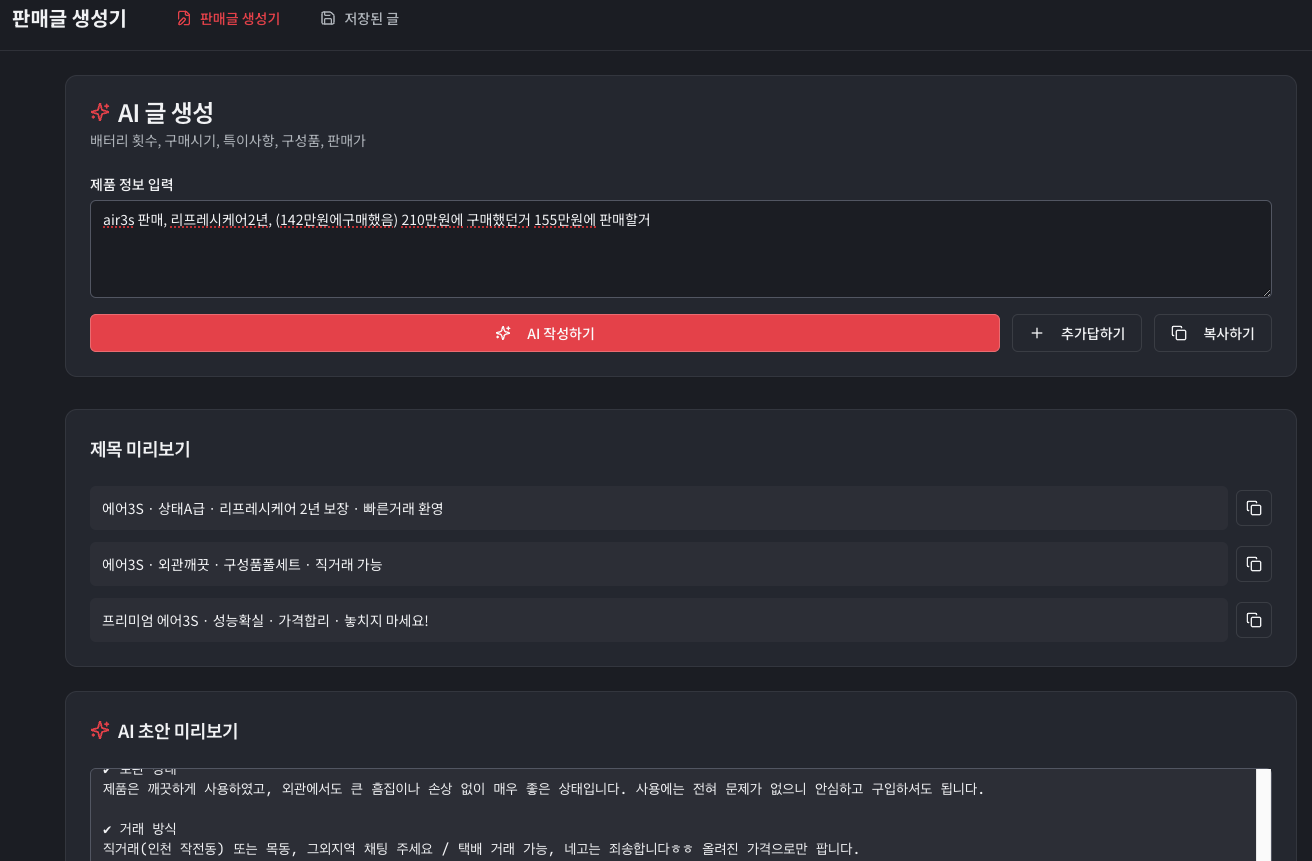 판매글 생성기
판매글 생성기
저장된 글
AI 글 생성
배터리 횟수, 구매시기, 특이사항, 구성품, 판매가
제품 정보 입력
air3s 판매, 리프레시케어2년, (142만원에구매했음) 210만원에 구매했던거 155만원에 판매할거
AI 작성하기
추가답하기
복사하기
제목 미리보기
에어3S · 상태A급 · 리프레시케어 2년 보장 · 빠른거래 환영
에어3S · 외관깨끗 · 구성품풀세트 · 직거래 가능
프리미엄 에어3S · 성능확실 · 가격합리 · 놓치지 마세요!
AI 초안 미리보기
제품은 깨끗하게 사용하였고, 외관에서도 큰 흠집이나 손상 없이 매우 좋은 상태입니다. 사용에는 전혀 문제가 없으니 안심하고 구입하셔도 됩니다.
✔ 거래 방식
직거래(인천 작전동) 또는 목동, 그외지역 채팅 주세요 / 택배 거래 가능, 네고는 죄송합니다ㅎㅎ 올려진 가격으로만 팝니다.